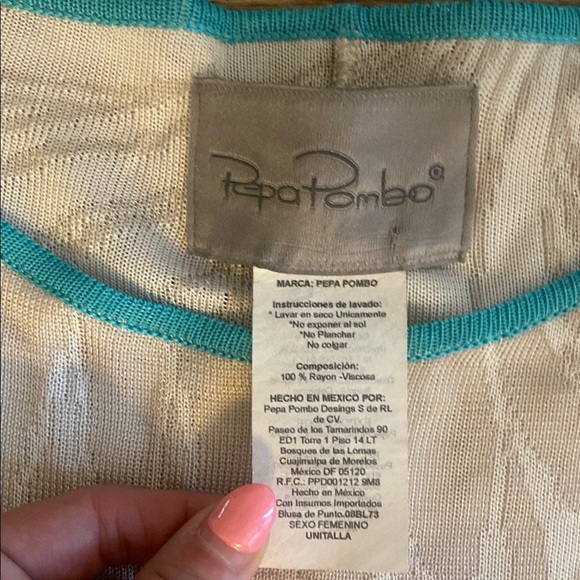 Pepa Pombo
MARCA: PEPA POMBO
Instrucciones de lavado:
* Lavar en seco Unicamente
*No exponer al sol
*No Planchar
No colgar
Composición:
100 % Rayon -Viscosa
HECHO EN MEXICO POR:
Pepa Pombo Desings S de RL
de CV.
Paseo de los Tamarindos 90
ED1 Torre 1 Piso 14 LT
Bosques de las Lomas
Cuajimalpa de Morelos
México DF 05120
R.F.C.: PPD001212 9M8
Hecho en México
Con Insumos Importados
Blusa de Punto.08BL73
SEXO FEMENINO
UNITALLA